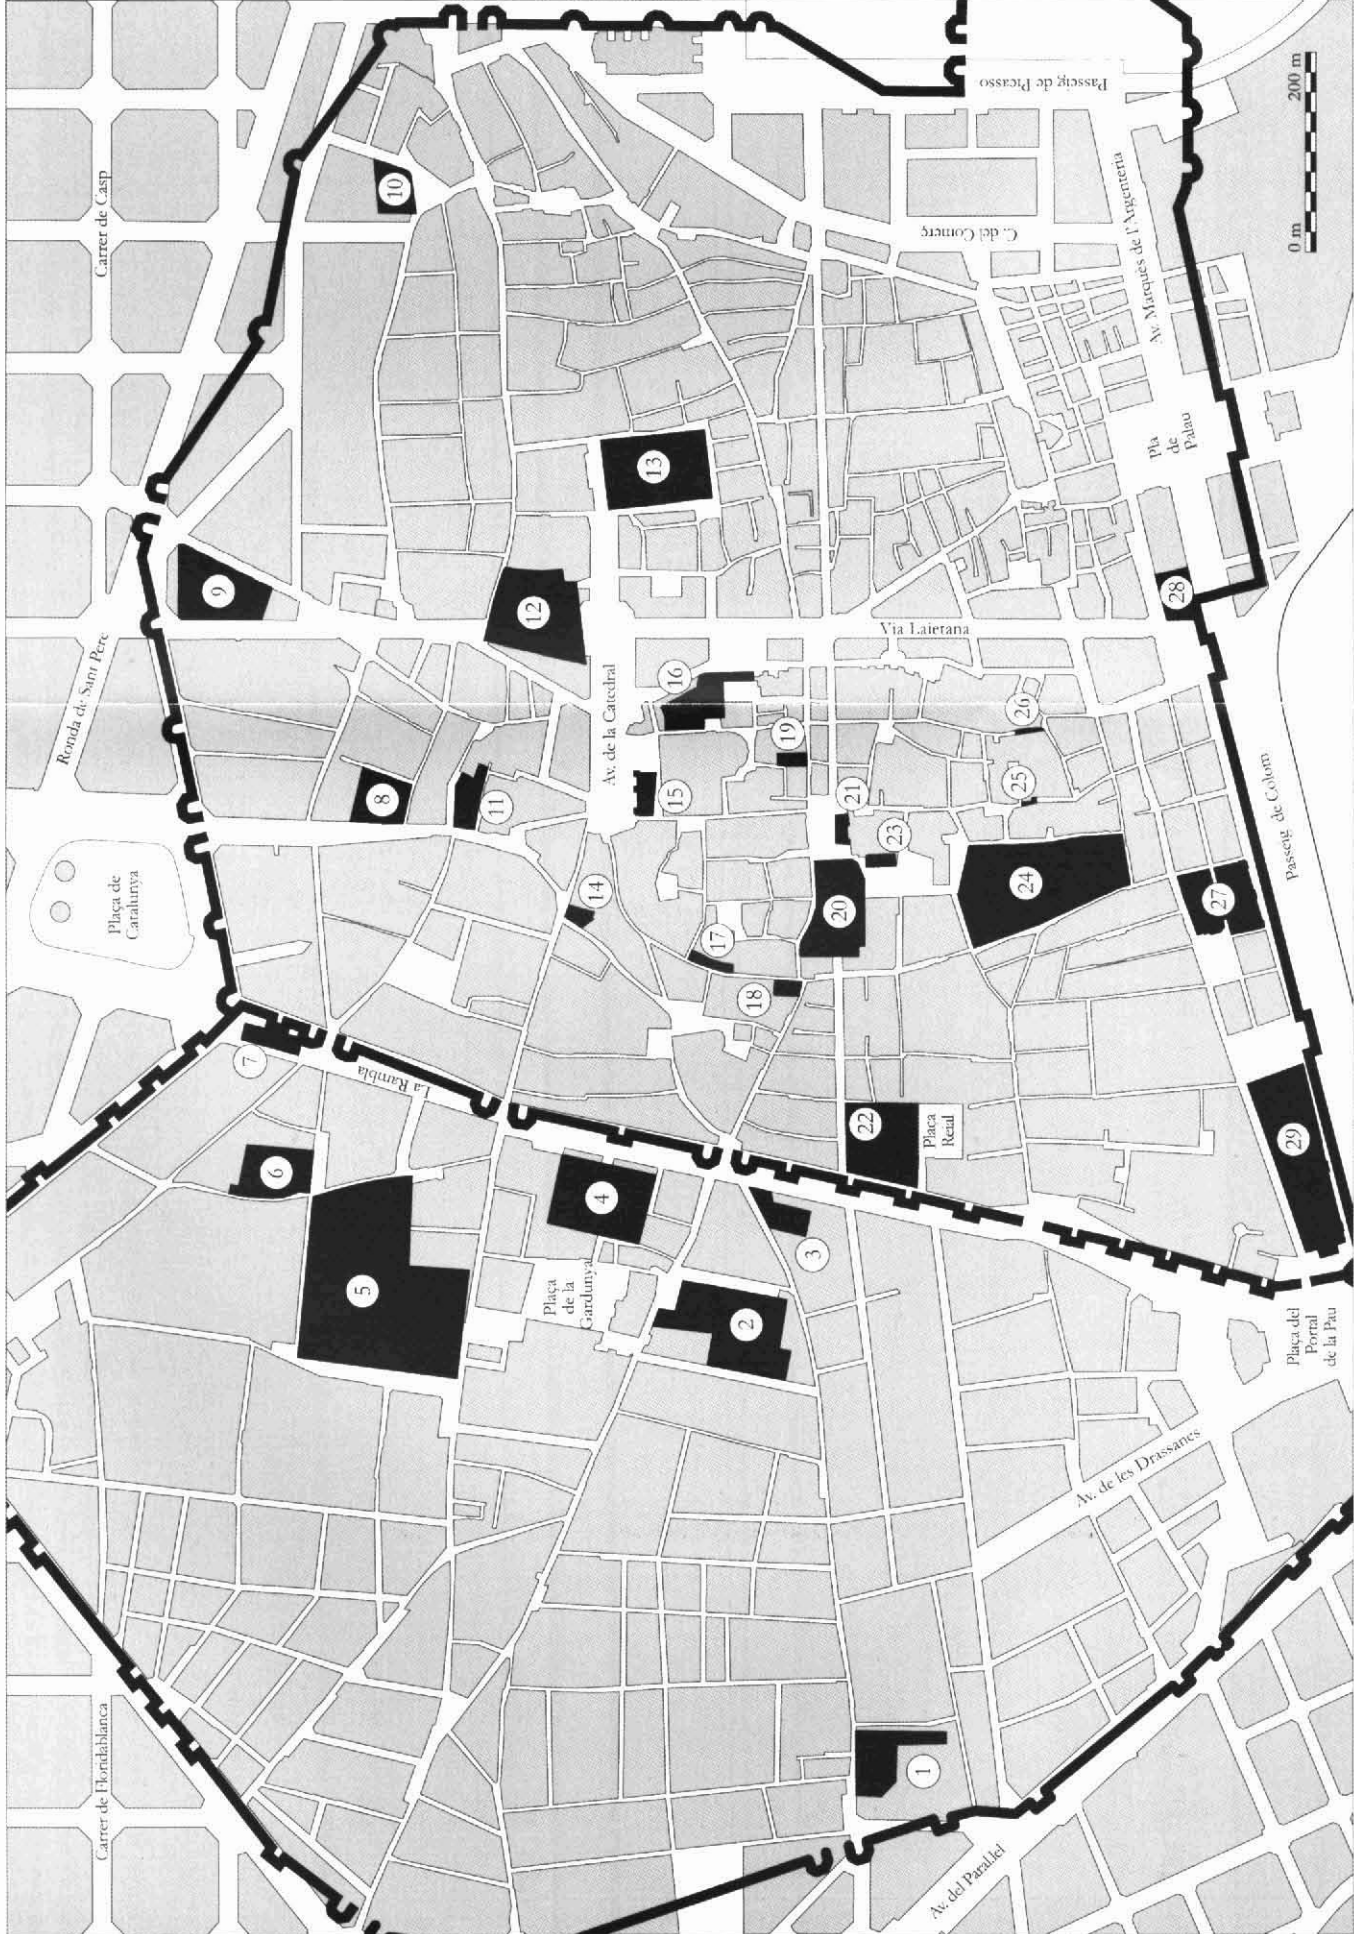 Carrer de Floridablanca
Carrer de Casp
Ronda de Sant Pere
Plaça de
Catalunya
9
7
6
8
10
5
La Rambla
11
12
Plaça
de la
Gardunya
4
14
Av. de la Catedral
13
15
16
17
2
18
19
3
20
21
22
23
1
Plaça
Reial
Via Laietana
C. del Comerç
Passeig de Picasso
Av. del Paral.lel
24
25
26
Av. de les Drassanes
Av. Marquès de l'Argenteria
Pla
de
Palau
28
27
Passeig de Colom
29
Plaça del
Portal
de la Pau
0 m
200 m